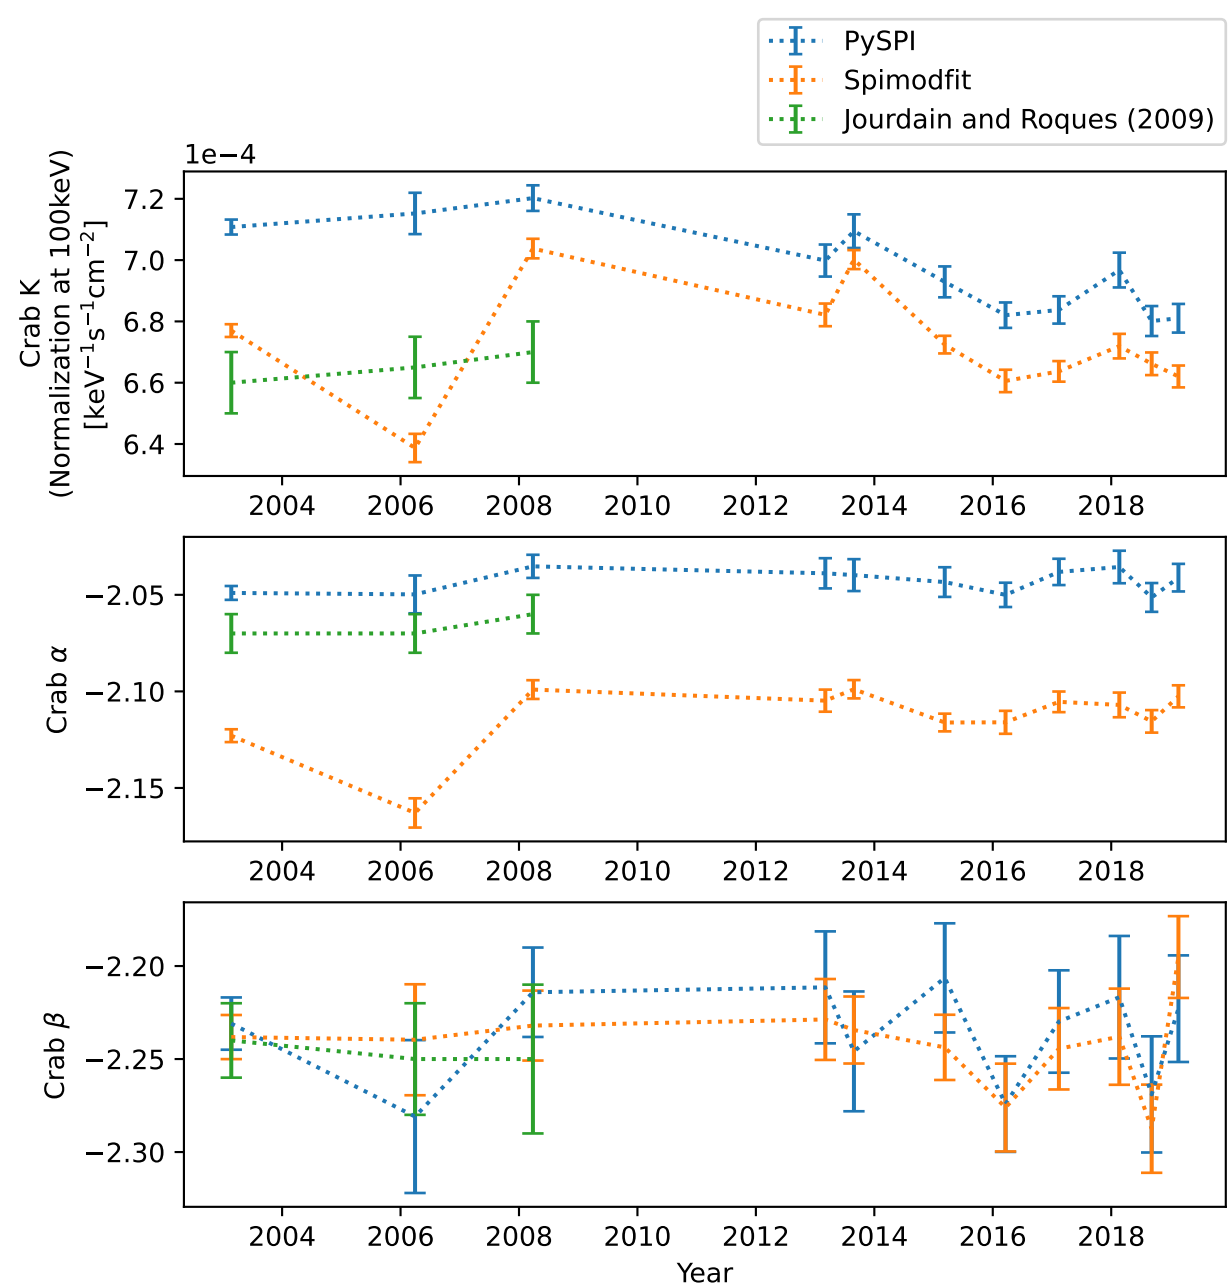 PySPI
Spimodfit
Jourdain and Roques (2009)
1e−4
Crab K
(Normalization at 100keV)
[keV⁻¹s⁻¹cm⁻²]
7.2
7.0
6.8
6.6
6.4
2004 2006 2008 2010 2012 2014 2016 2018
Crab α
−2.05
−2.10
−2.15
2004 2006 2008 2010 2012 2014 2016 2018
Crab β
−2.20
−2.25
−2.30
2004 2006 2008 2010 2012 2014 2016 2018
Year